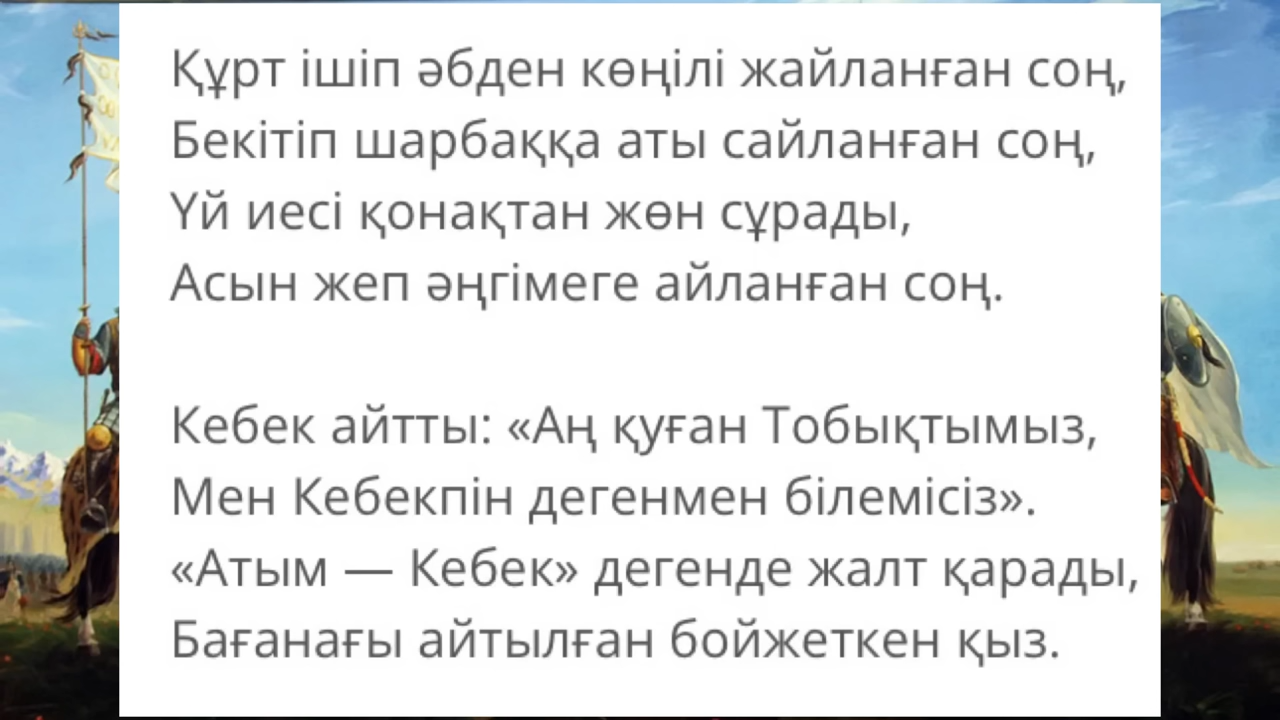 Құрт ішіп әбден көңілі жайланған соң,
Бекітіп шарбаққа аты сайланған соң,
Үй иесі қонақтан жөн сұрады,
Асын жеп әңгімеге айланған соң.
Кебек айтты: «Аң қуған Тобықтымыз,
Мен Кебекпін дегенмен білемісіз».
«Атым — Кебек» дегенде жалт қарады,
Бағанағы айтылған бойжеткен қыз.